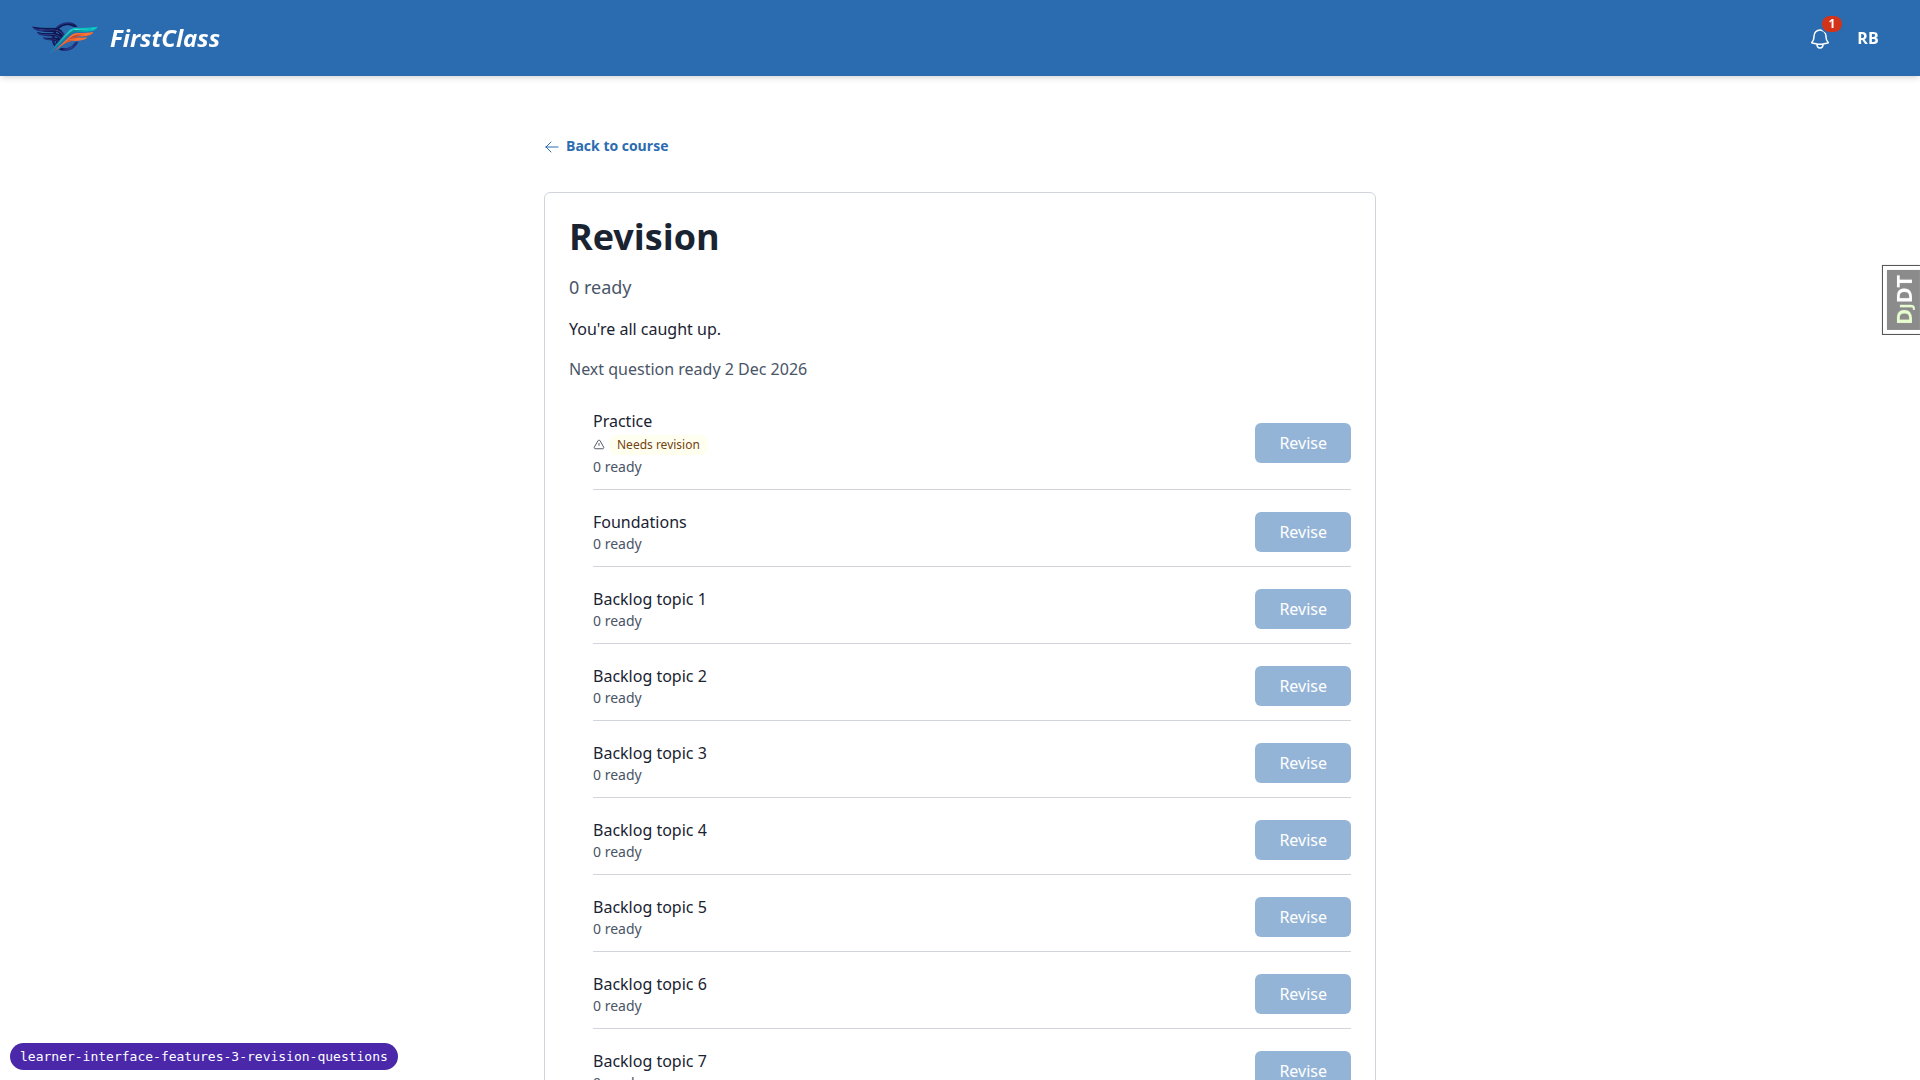 FirstClass
1
RB
Back to course
Revision
0 ready
You're all caught up.
Next question ready 2 Dec 2026
Practice
Needs revision
0 ready
Revise
Foundations
0 ready
Revise
Backlog topic 1
0 ready
Revise
Backlog topic 2
0 ready
Revise
Backlog topic 3
0 ready
Revise
Backlog topic 4
0 ready
Revise
Backlog topic 5
0 ready
Revise
Backlog topic 6
0 ready
Revise
Backlog topic 7
Revise
DJDT
learner-interface-features-3-revision-questions